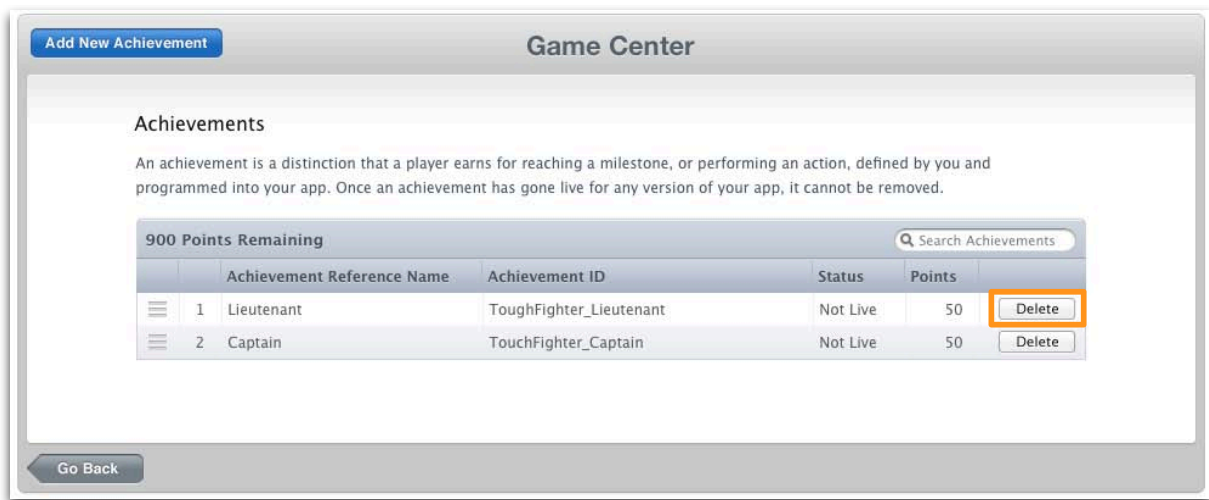 Add New Achievement
Game Center
Achievements
An achievement is a distinction that a player earns for reaching a milestone, or performing an action, defined by you and
programmed into your app. Once an achievement has gone live for any version of your app, it cannot be removed.
900 Points Remaining
Search Achievements
Achievement Reference Name Achievement ID Status Points
1 Lieutenant ToughFighter_Lieutenant Not Live 50 Delete
2 Captain TouchFighter_Captain Not Live 50 Delete
Go Back